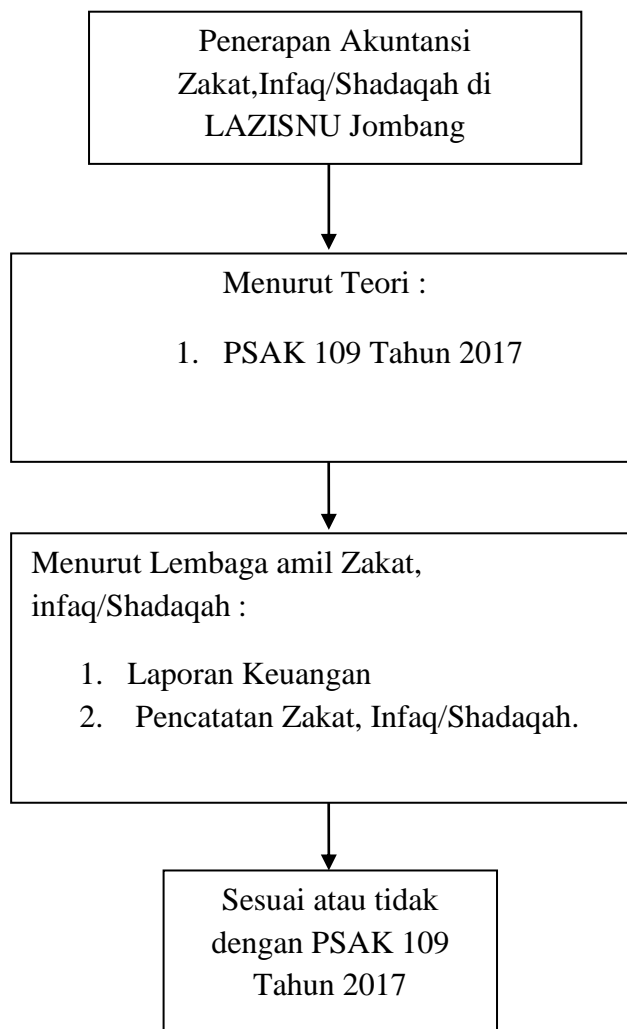 Penerapan Akuntansi
Zakat,Infaq/Shadaqah di
LAZISNU Jombang
Menurut Teori :
1. PSAK 109 Tahun 2017
Menurut Lembaga amil Zakat,
infaq/Shadaqah :
1. Laporan Keuangan
2. Pencatatan Zakat, Infaq/Shadaqah.
Sesuai atau tidak
dengan PSAK 109
Tahun 2017